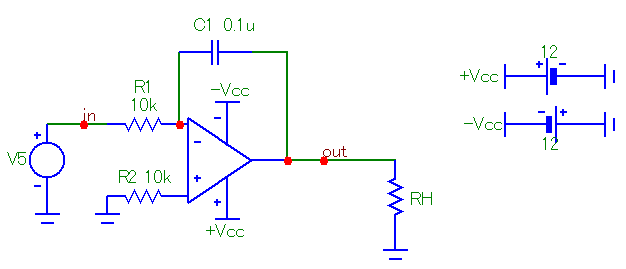 C1 0.1u
12
R1
10k
-Vcc
+Vcc
+
-
in
+
out
-Vcc
-
+
V5
-
12
R2 10k
+
RH
-
+
+Vcc